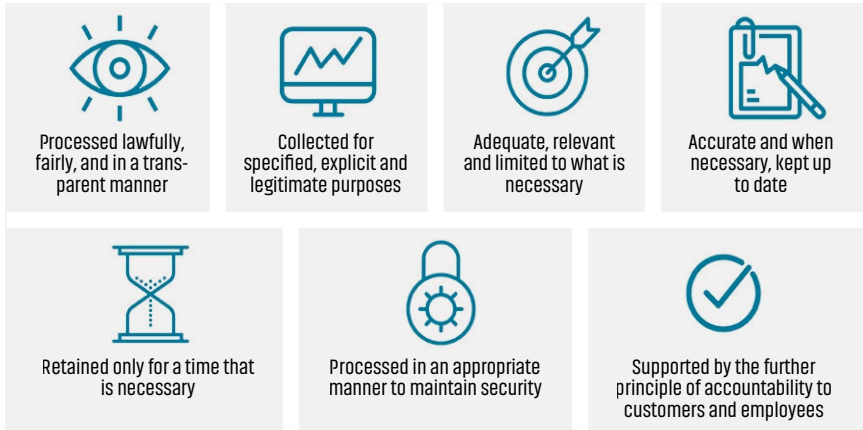 Processed lawfully,
fairly, and in a trans-
parent manner
Collected for
specified, explicit and
legitimate purposes
Adequate, relevant
and limited to what is
necessary
Accurate and when
necessary, kept up
to date
Retained only for a time that
is necessary
Processed in an appropriate
manner to maintain security
Supported by the further
principle of accountability to
customers and employees